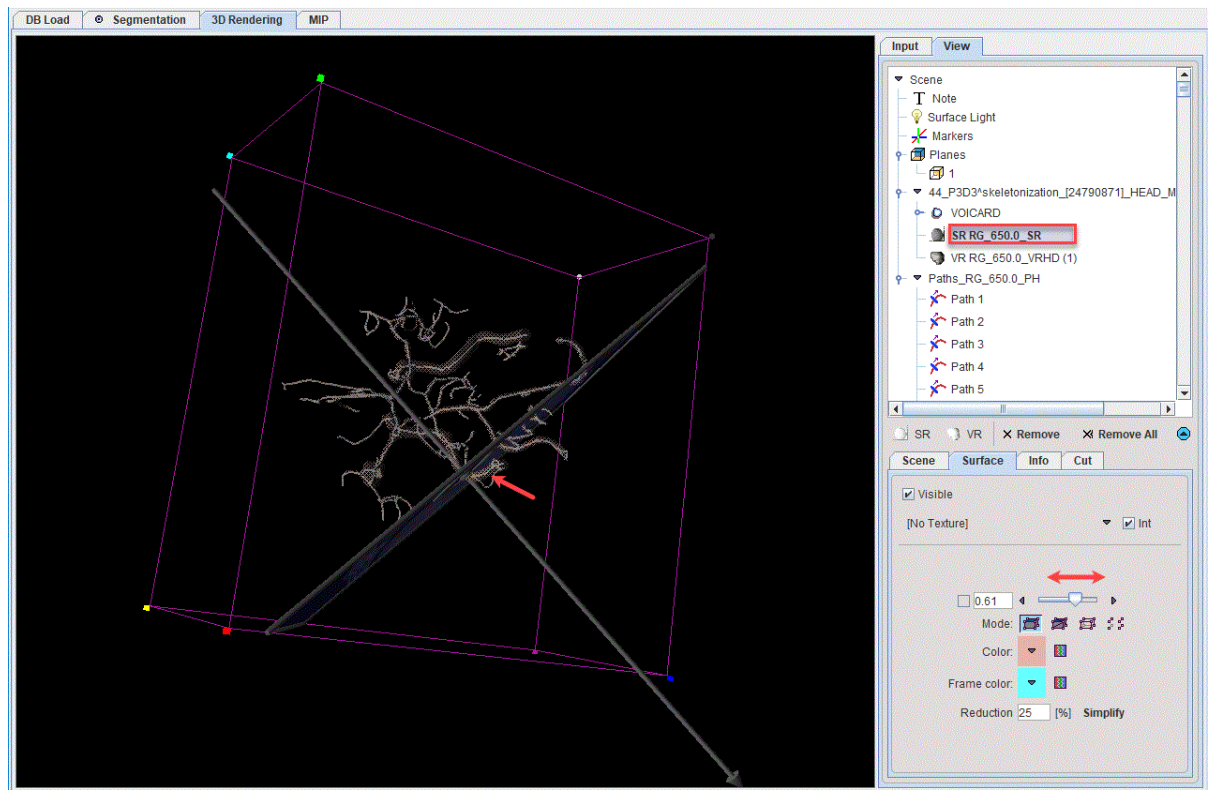 DB Load Segmentation 3D Rendering MIP
Input View
Scene
T Note
Surface Light
Markers
Planes
1
44_P3D3^skeletonization_[24790871]_HEAD_M
VOICARD
SR RG_650.0_SR
VR RG_650.0_VRHD (1)
Paths_RG_650.0_PH
Path 1
Path 2
Path 3
Path 4
Path 5
SR VR Remove Remove All
Scene Surface Info Cut
Visible
[No Texture] Int
0.61
Mode:
Color:
Frame color:
Reduction 25 [%] Simplify